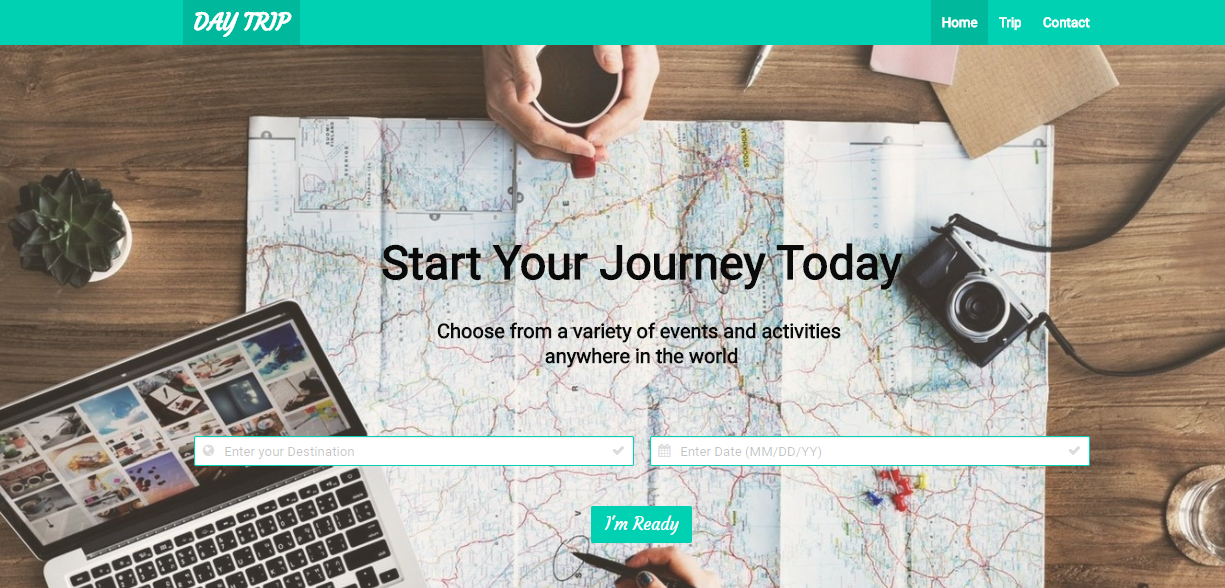 DAY TRIP
Home Trip Contact
STOCKHOLM
Start Your Journey Today
Choose from a variety of events and activities
anywhere in the world
Enter your Destination
Enter Date (MM/DD/YY)
I'm Ready